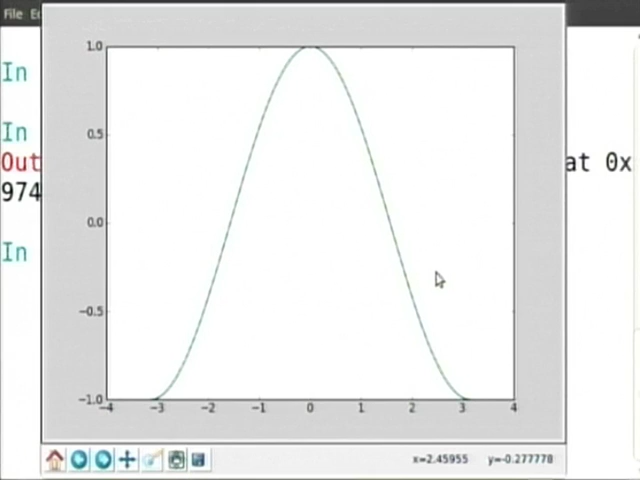 File
In
1.0
0.5
In
Out at 0x
974
0.0
In
−0.5
−1.0
−4 −3 −2 −1 0 1 2 3 4
x=2.45955 y=-0.277778